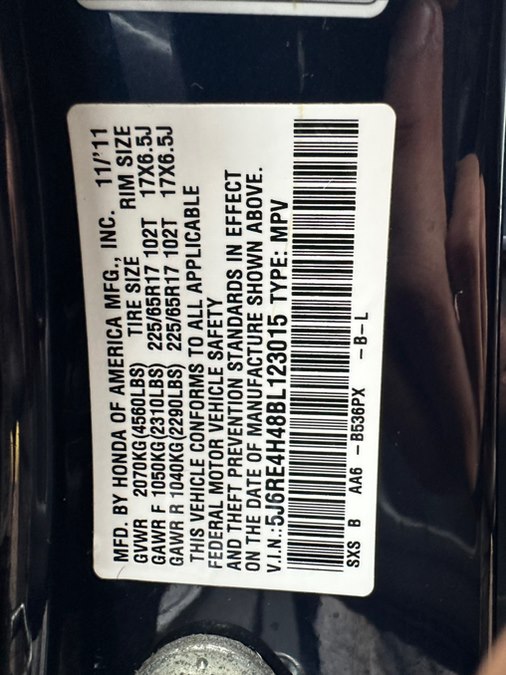 MFD. BY HONDA OF AMERICA MFG., INC. 11/'11
GVWR 2070KG(4560LBS) TIRE SIZE RIM SIZE
GAWR F 1050KG(2310LBS) 225/65R17 102T 17X6.5J
GAWR R 1040KG(2290LBS) 225/65R17 102T 17X6.5J
THIS VEHICLE CONFORMS TO ALL APPLICABLE
FEDERAL MOTOR VEHICLE SAFETY
AND THEFT PREVENTION STANDARDS IN EFFECT
ON THE DATE OF MANUFACTURE SHOWN ABOVE.
V.I.N.:5J6RE4H48BL123015 TYPE: MPV
SXS B AA6 -B536PX -B-L